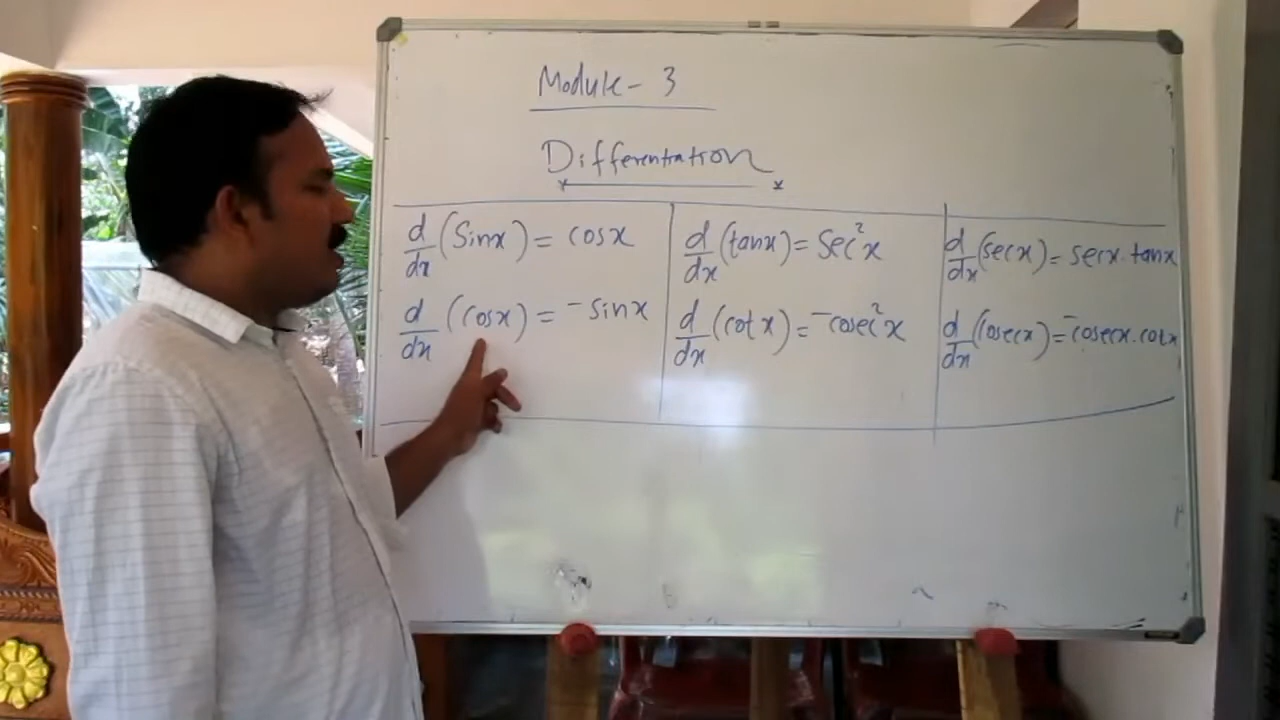 Module - 3
Differentiation
d/dx (Sinx) = cosx
d/dx (cosx) = -sinx
d/dx (tanx) = Sec²x
d/dx (cot x) = -cosec²x
d/dx (secx) = secx. tanx
d/dx (cosecx) = -cosecx.cotx